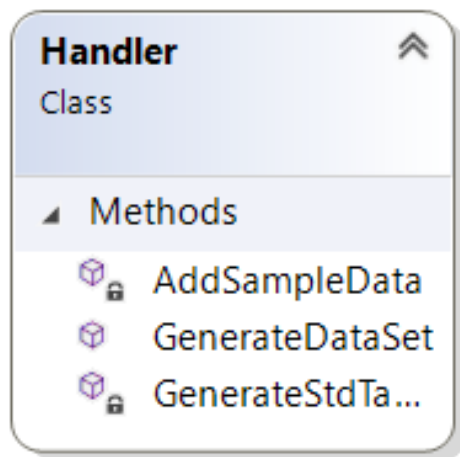 Handler
Class
Methods
AddSampleData
GenerateDataSet
GenerateStdTa...